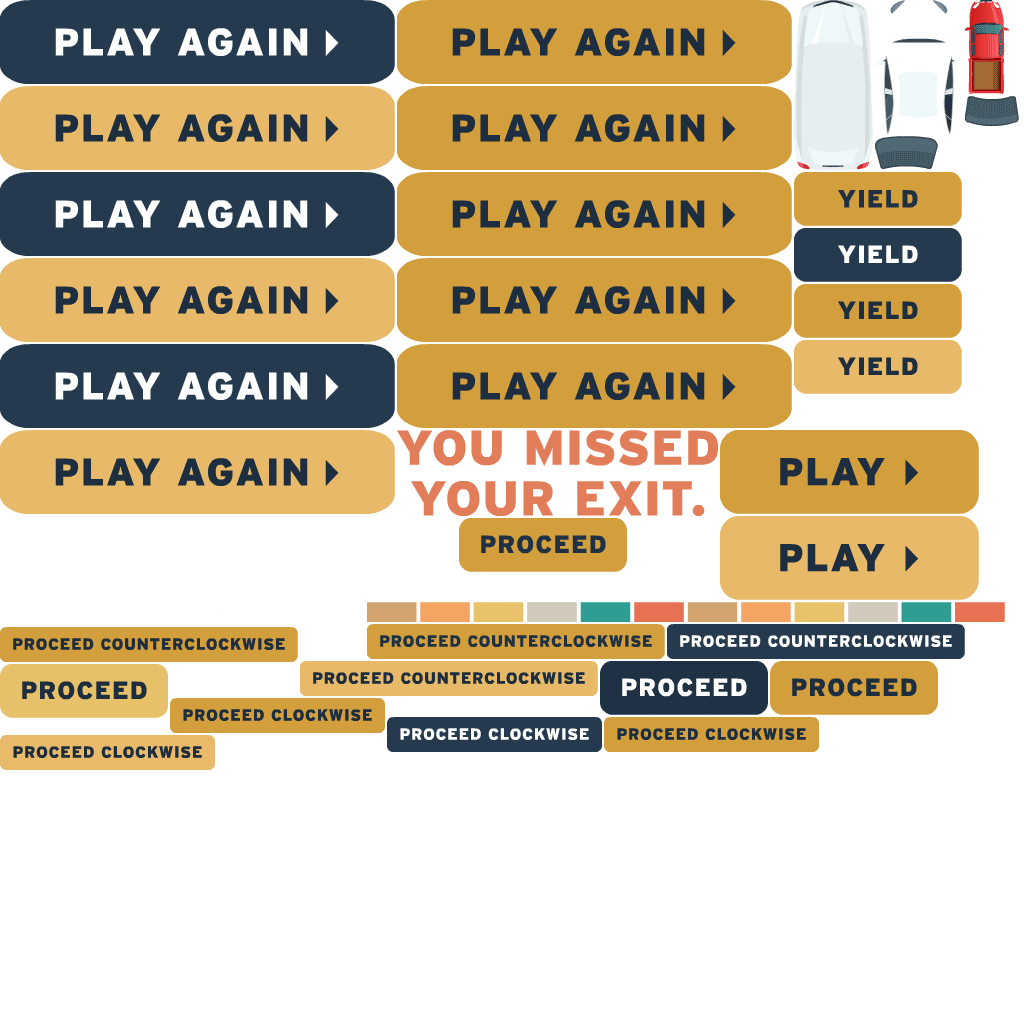 PLAY AGAIN
PLAY AGAIN
PLAY AGAIN
PLAY AGAIN
PLAY AGAIN
PLAY AGAIN
YIELD
YIELD
PLAY AGAIN
PLAY AGAIN
YIELD
PLAY AGAIN
PLAY AGAIN
YIELD
PLAY AGAIN
YOU MISSED
YOUR EXIT.
PLAY
PROCEED
PLAY
PROCEED COUNTERCLOCKWISE
PROCEED COUNTERCLOCKWISE
PROCEED COUNTERCLOCKWISE
PROCEED
PROCEED COUNTERCLOCKWISE
PROCEED
PROCEED
PROCEED CLOCKWISE
PROCEED CLOCKWISE
PROCEED CLOCKWISE
PROCEED CLOCKWISE